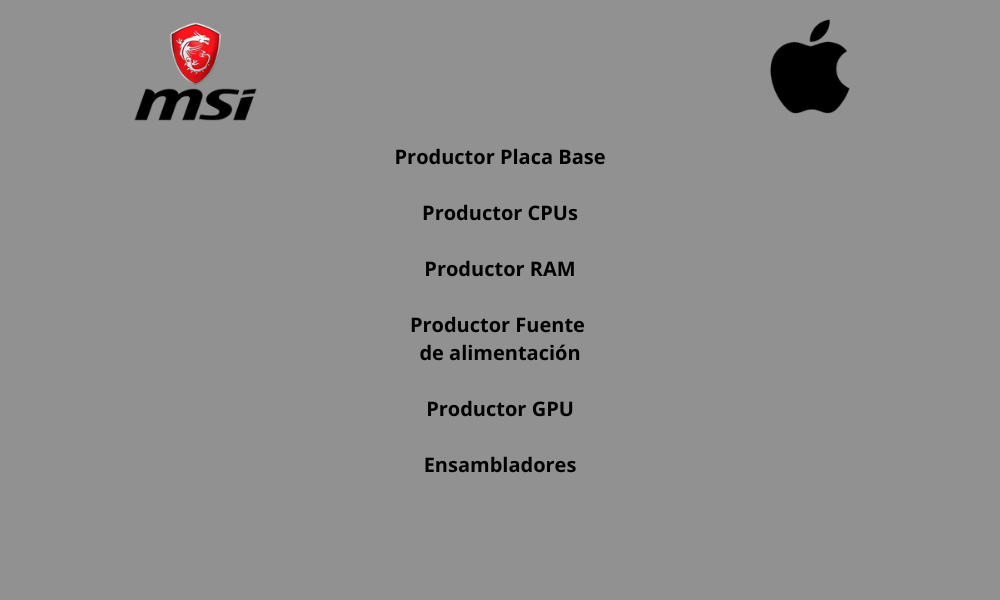 msi
Productor Placa Base
Productor CPUs
Productor RAM
Productor Fuente
de alimentación
Productor GPU
Ensambladores